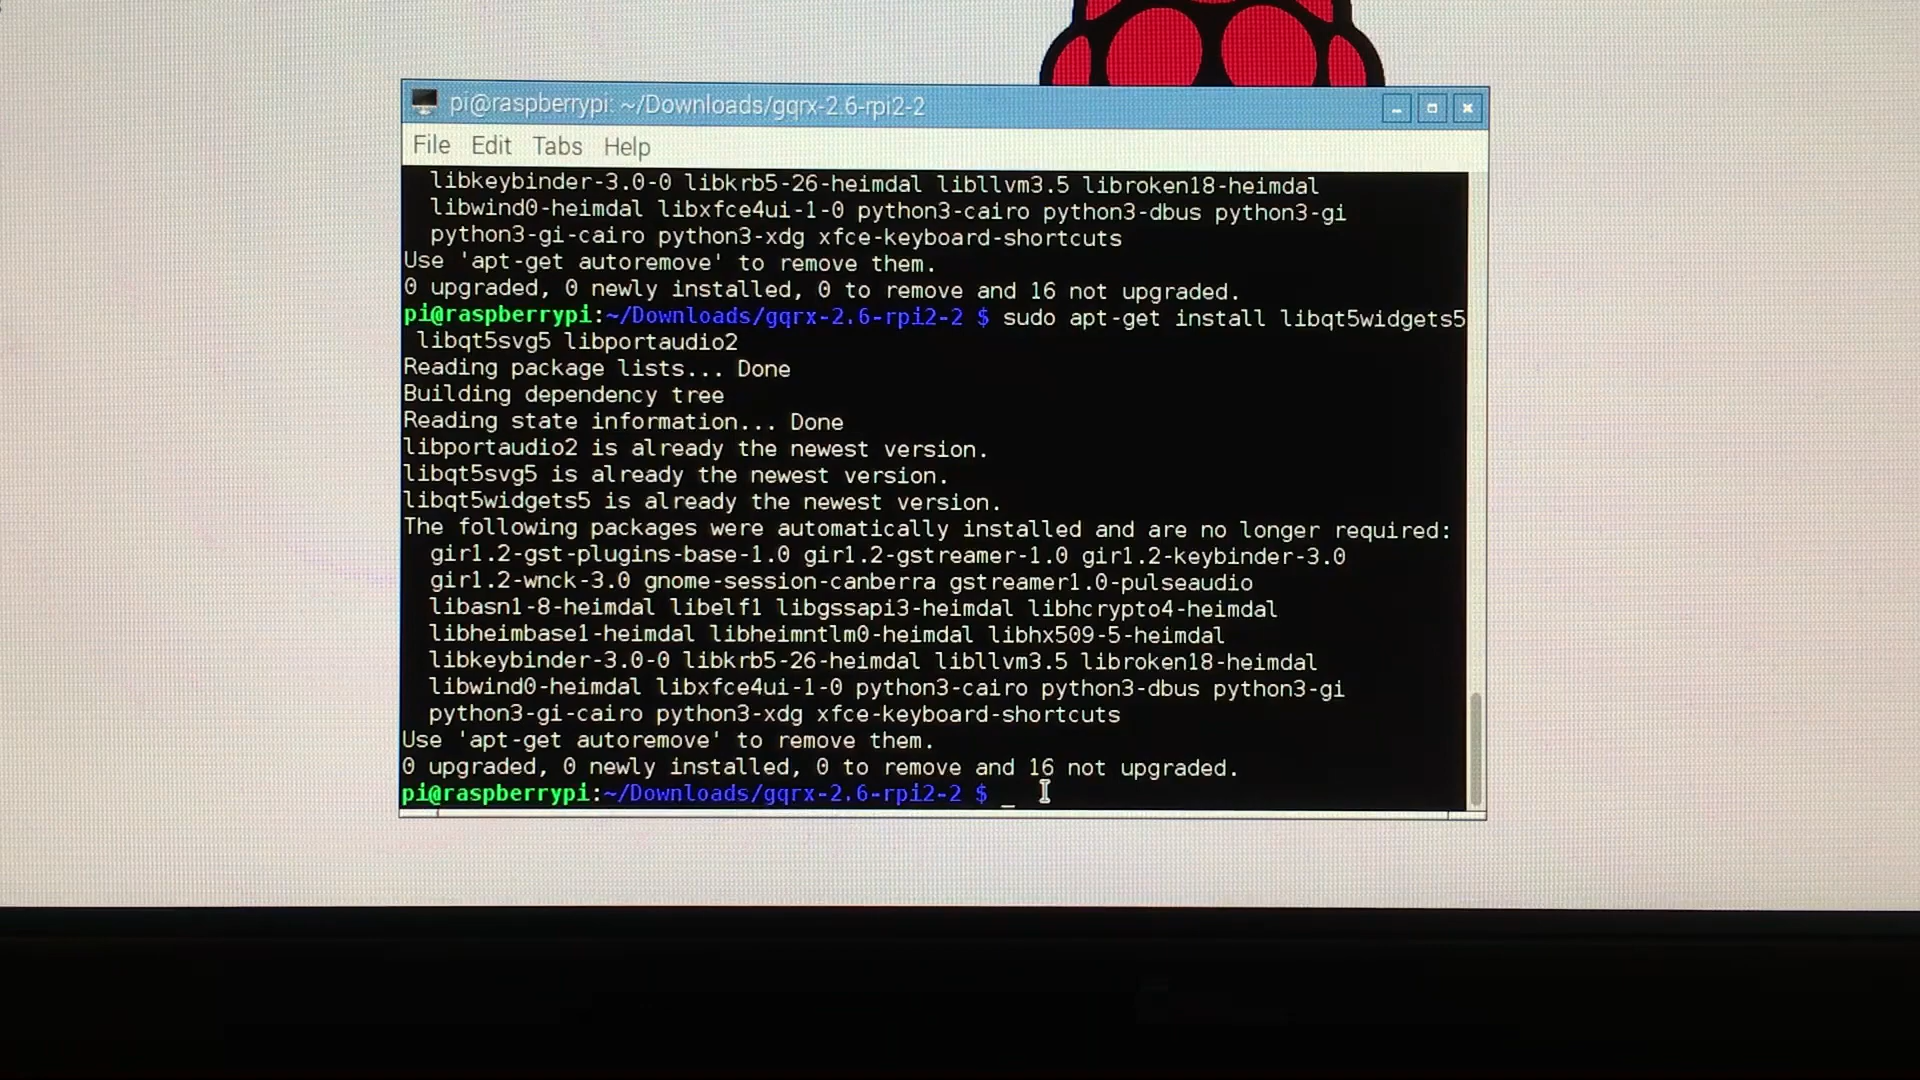 pi@raspberrypi: ~/Downloads/gqrx-2.6-rpi2-2
File Edit Tabs Help
libkeybinder-3.0-0 libkrb5-26-heimdal libllvm3.5 libroken18-heimdal
libwind0-heimdal libxfce4ui-1-0 python3-cairo python3-dbus python3-gi
python3-gi-cairo python3-xdg xfce-keyboard-shortcuts
Use 'apt-get autoremove' to remove them.
0 upgraded, 0 newly installed, 0 to remove and 16 not upgraded.
pi@raspberrypi:~/Downloads/gqrx-2.6-rpi2-2 $ sudo apt-get install libqt5widgets5
libqt5svg5 libportaudio2
Reading package lists... Done
Building dependency tree
Reading state information... Done
libportaudio2 is already the newest version.
libqt5svg5 is already the newest version.
libqt5widgets5 is already the newest version.
The following packages were automatically installed and are no longer required:
gir1.2-gst-plugins-base-1.0 gir1.2-gstreamer-1.0 gir1.2-keybinder-3.0
gir1.2-wnck-3.0 gnome-session-canberra gstreamer1.0-pulseaudio
libasn1-8-heimdal libelf1 libgssapi3-heimdal libhcrypto4-heimdal
libheimbase1-heimdal libheimntlm0-heimdal libhx509-5-heimdal
libkeybinder-3.0-0 libkrb5-26-heimdal libllvm3.5 libroken18-heimdal
libwind0-heimdal libxfce4ui-1-0 python3-cairo python3-dbus python3-gi
python3-gi-cairo python3-xdg xfce-keyboard-shortcuts
Use 'apt-get autoremove' to remove them.
0 upgraded, 0 newly installed, 0 to remove and 16 not upgraded.
pi@raspberrypi:~/Downloads/gqrx-2.6-rpi2-2 $ _